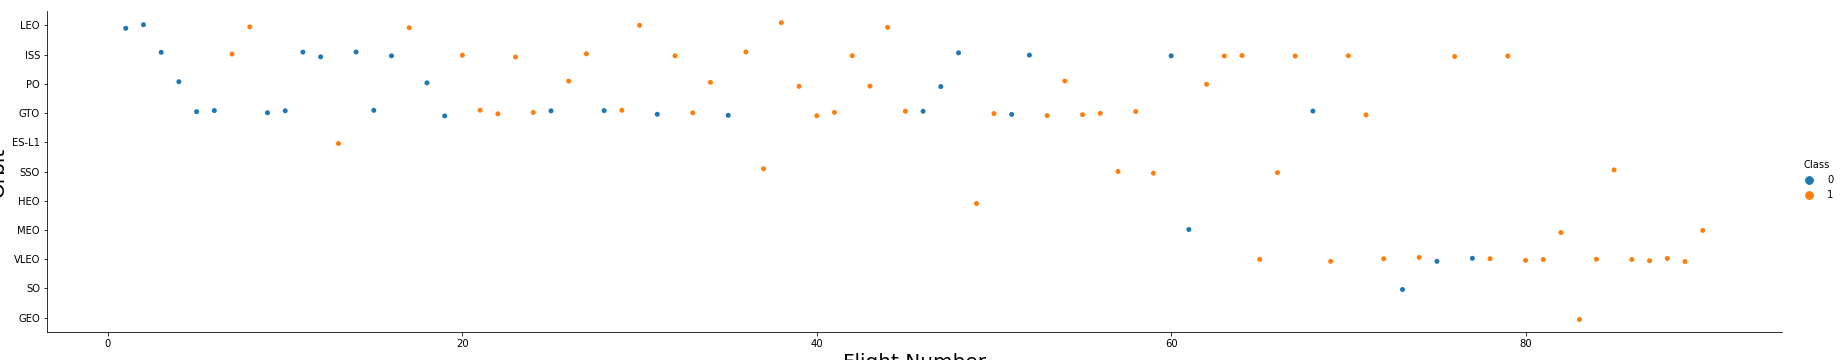 LEO
ISS
PO
GTO
ES-L1
SSO
HEO
MEO
VLEO
SO
GEO
Orbit
0
20
40
60
80
Flight Number
Class
0
1